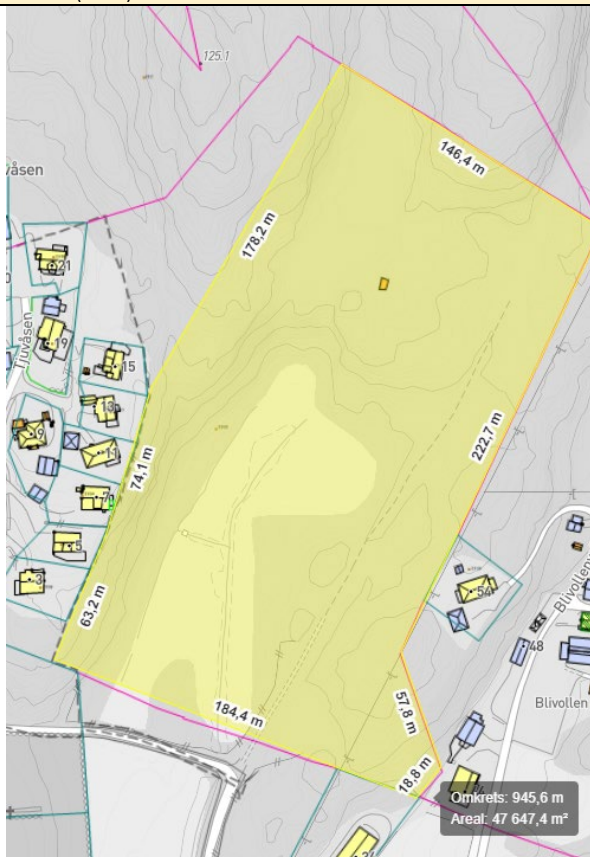 125.1
våsen
146,4 m
178,2 m
21
Tjuvåsen
19
15
13
9
11
74,1 m
222,7 m
7
5
3
63,2 m
54
Blivollen
48
57,8 m
Blivollen
184,4 m
18,8 m
Omkrets: 945,6 m
Areal: 47 647,4 m²